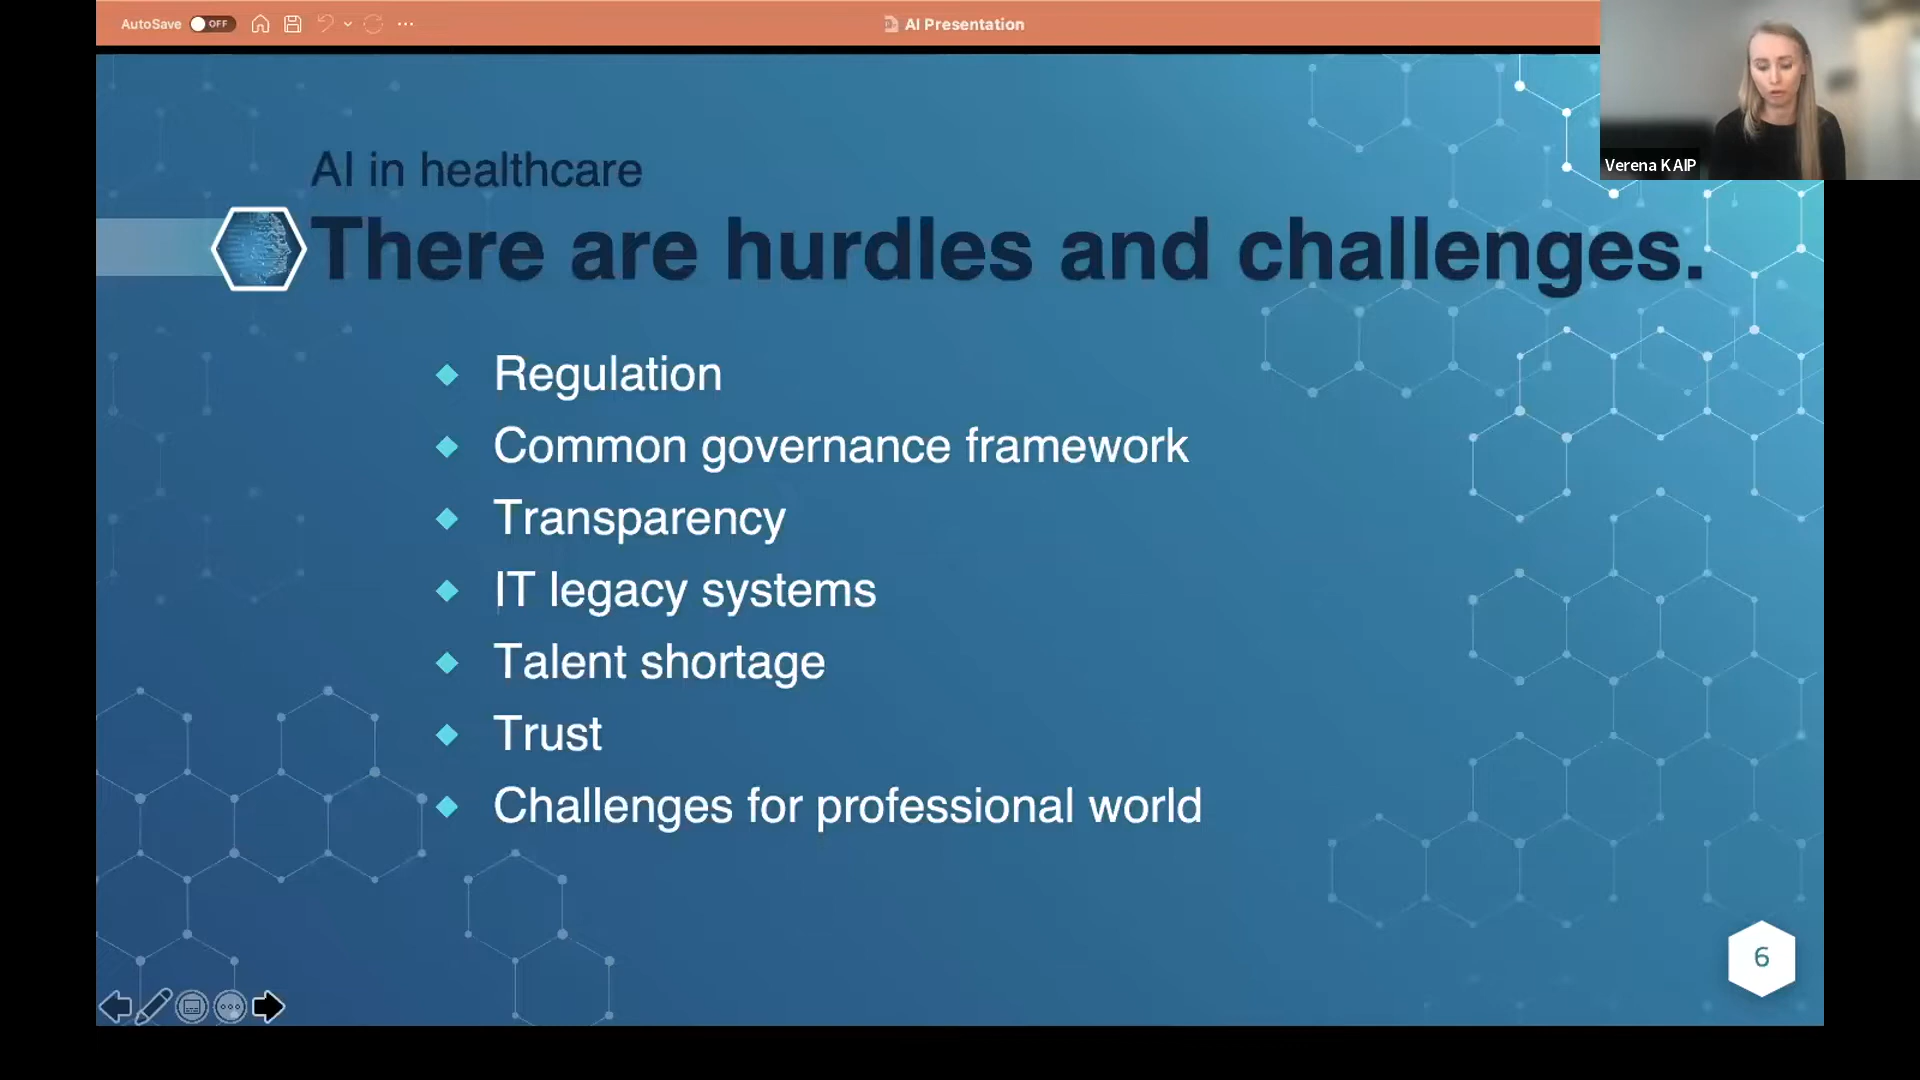 AutoSave OFF
AI Presentation
Verena K AIP
AI in healthcare
There are hurdles and challenges.
Regulation
Common governance framework
Transparency
IT legacy systems
Talent shortage
Trust
Challenges for professional world
6